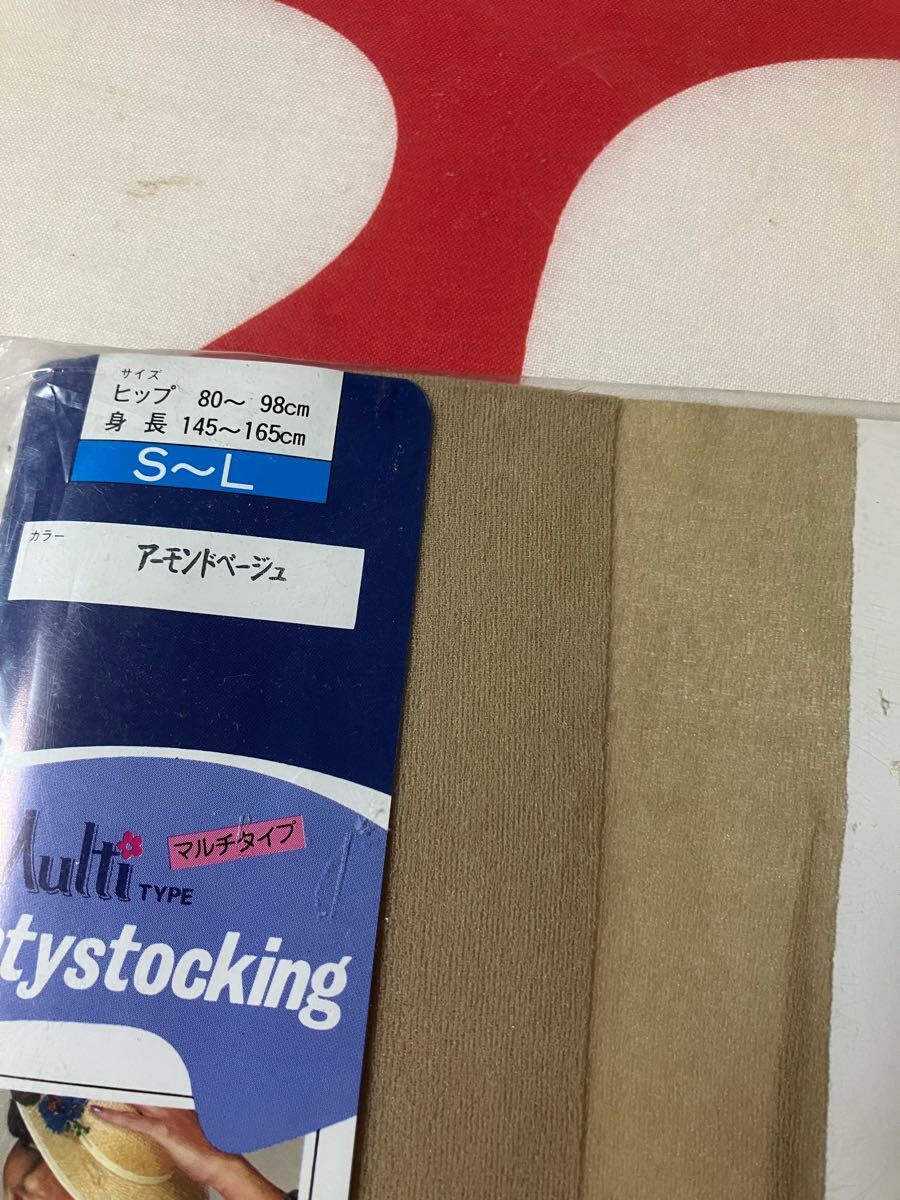 サイズ
ヒップ 80～ 98cm
身長 145～165cm
S～L
カラー
アーモンドベージュ
Multi TYPE
マルチタイプ
tystocking